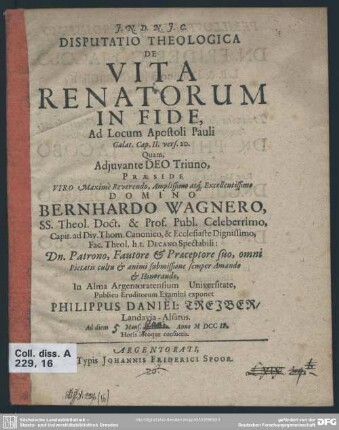 J. N. D. N. J. C.
DISPUTATIO THEOLOGICA
DE
VITA
RENATORUM
IN FIDE,
Ad Locum Apostoli Pauli
Galat. Cap. II. vers. 20.
Quam,
Adjuvante DEO Triuno,
PRÆSIDE
VIRO Maximè Reverendo, Amplissimo atq; Excellentissimo
DOMINO
BERNHARDO WAGNERO,
SS. Theol. Doct. & Prof. Publ. Celeberrimo,
Capit. ad Div. Thom. Canonico, & Ecclesiaste Dignissimo,
Fac. Theol. h. t. DECANO Spectabili:
Dn. Patrono, Fautore & Præceptore suo, omni
Pietatis cultu & animi submissione semper Amando
& Honorando,
In Alma Argentoratensium Universitate,
Publico Eruditorum Examini exponet
PHILIPPUS DANIEL TREIBER/
Landavia-Alsatus.
Ad diem 5 Mens. Anno M DCC
Horis locoque consuetis.
ARGENTORATI,
Typis JOHANNIS FRIDERICI SPOOR.
Coll. diss. A
229, 16